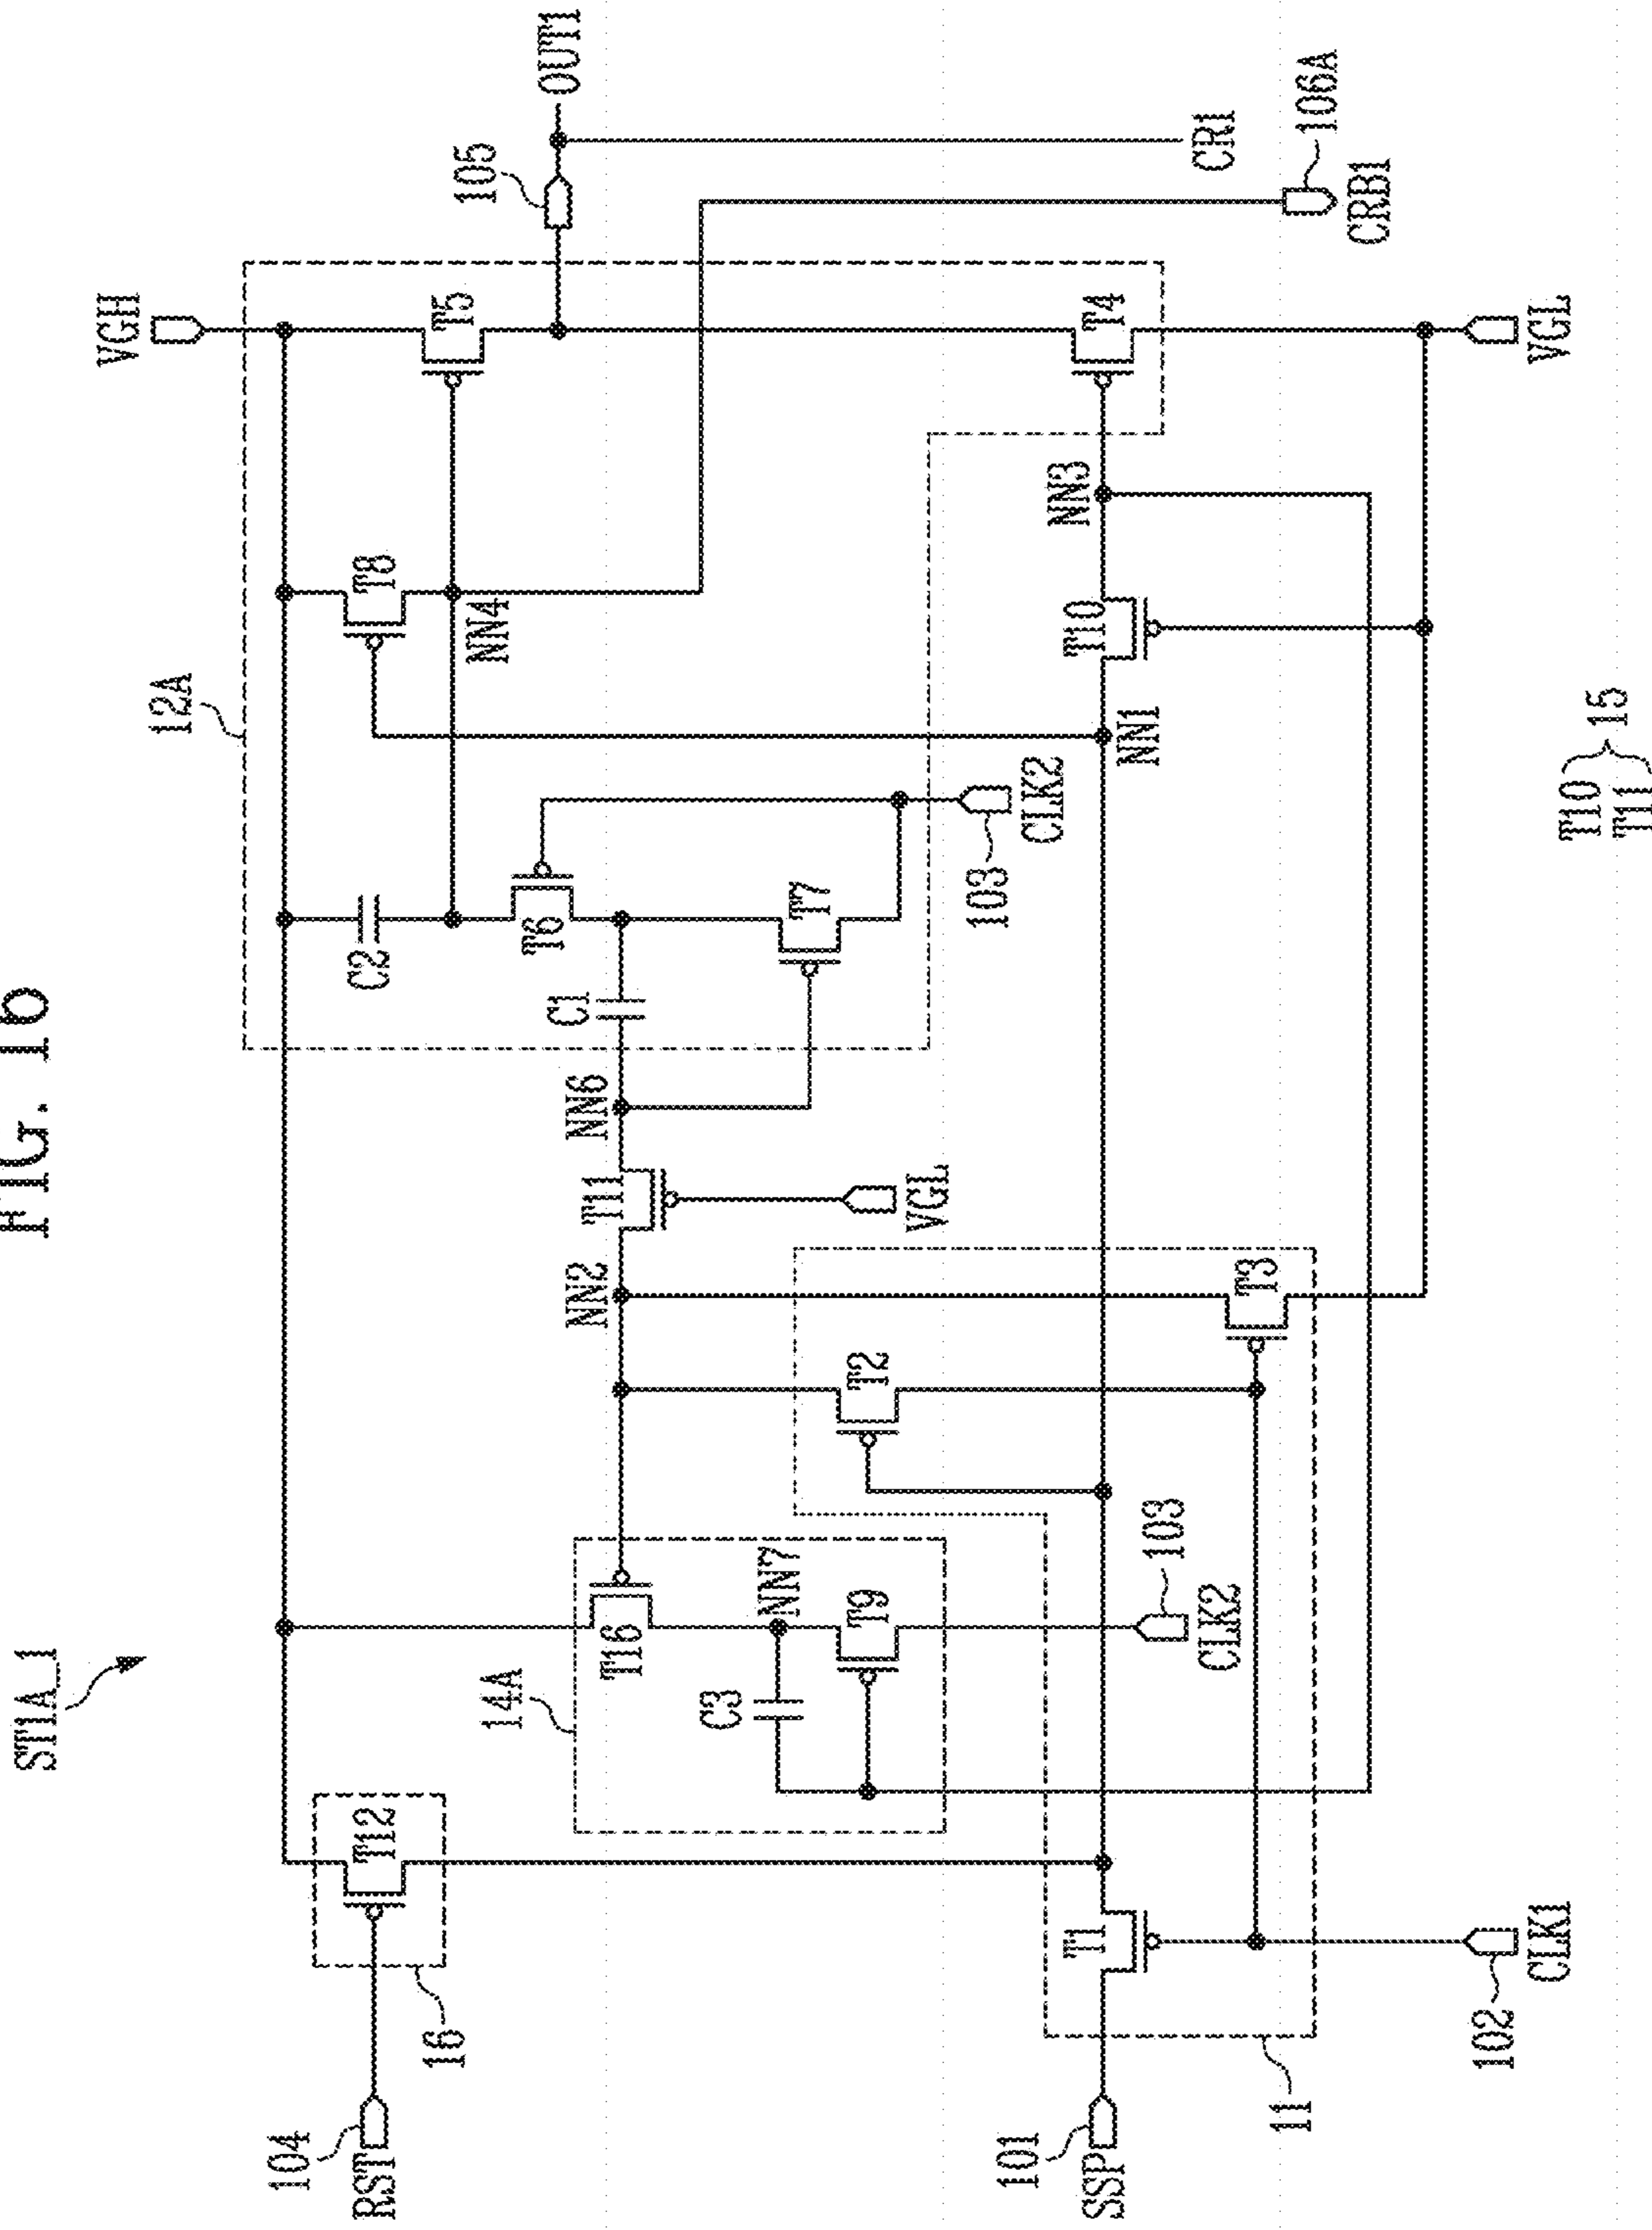 FIG. 16
ST1A_1
VGH
12A
104
RST
16
T12
14A
T16
NN7
C3
T9
CLK2
103
NN2
T11
VGL
NN6
C1
C2
T6
T7
CLK2
103
T8
NN4
T5
105
OUT1
CR1
CRB1
106A
T4
NN3
T10
NN1
T2
T3
101
SSP
T1
11
102
CLK1
VGL
T10
T11
15